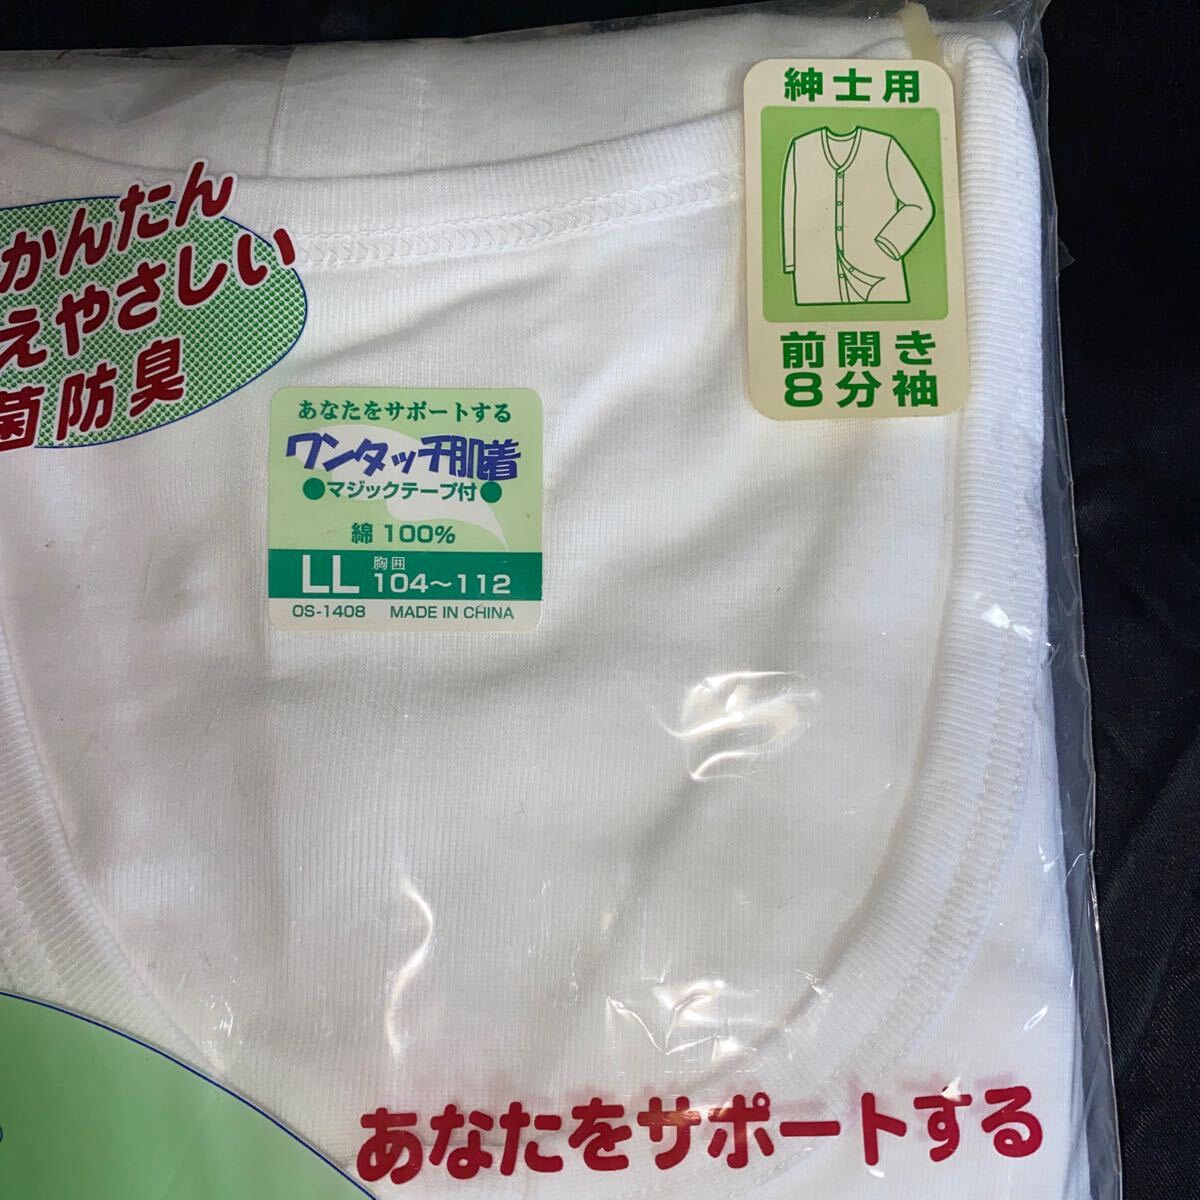 紳士用
前開き
8分袖
かんたん
えやさしい
菌防臭
あなたをサポートする
ワンタッチ肌着
●マジックテープ付●
綿 100%
LL 胸囲 104〜112
OS-1408 MADE IN CHINA
あなたをサポートする